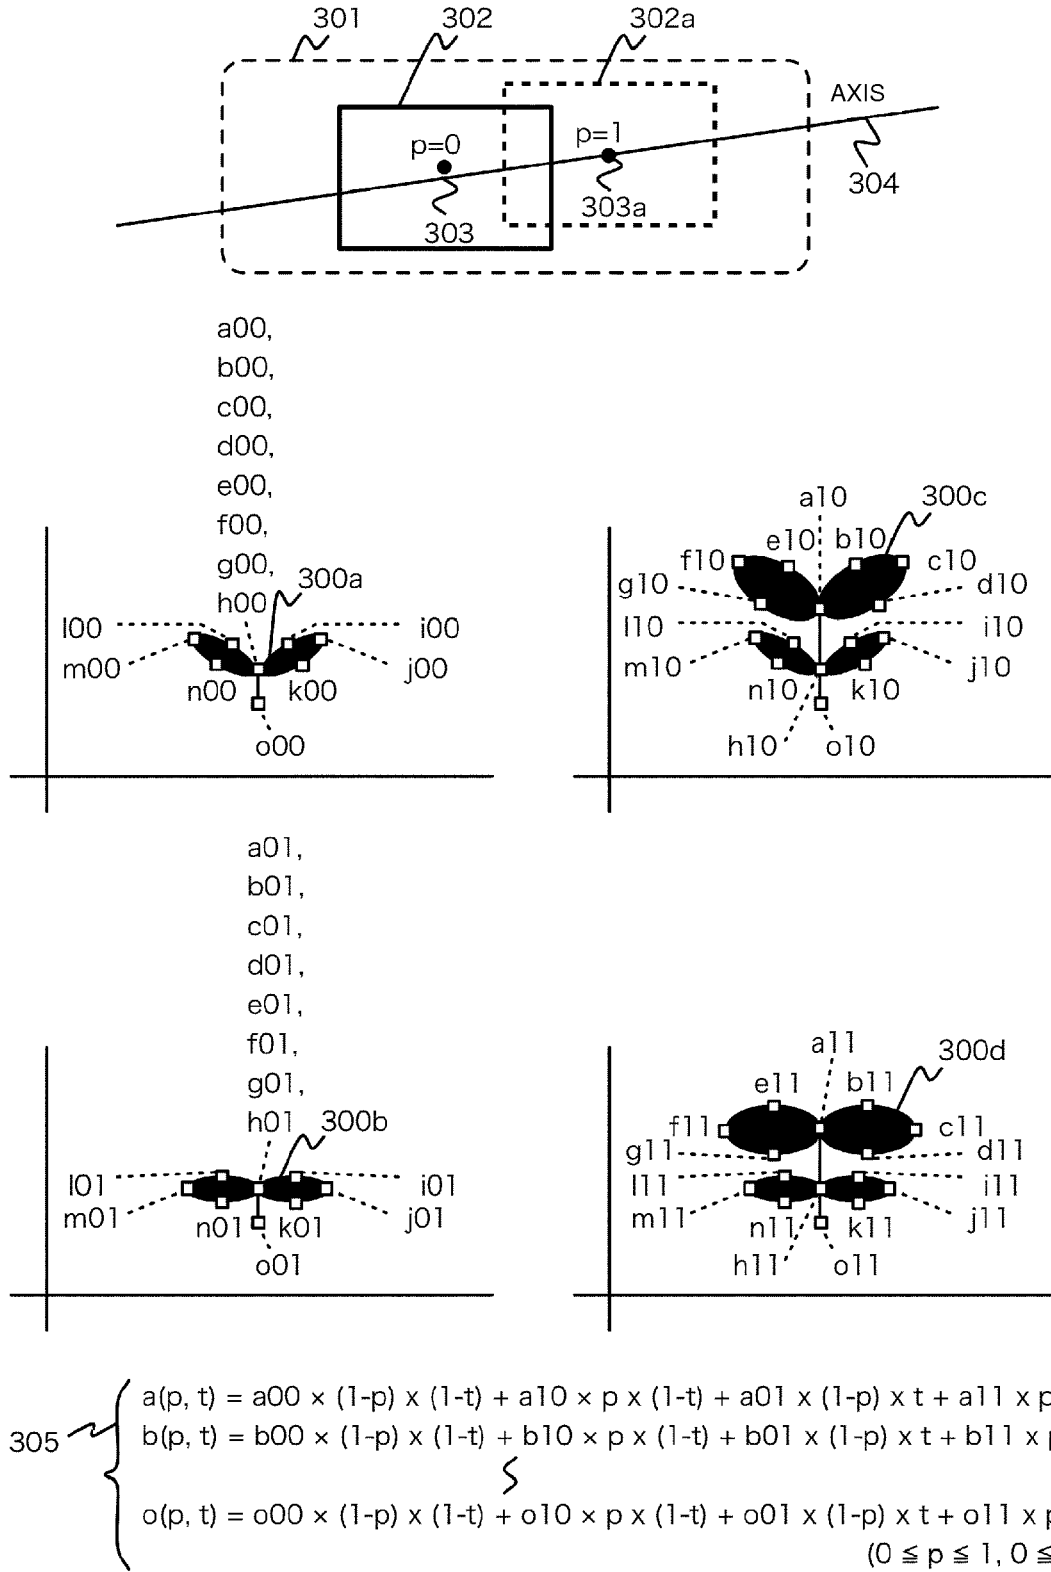 301 302 302a
AXIS
p=0 p=1
304
303 303a
a00,
b00,
c00,
d00,
e00,
f00,
g00,
h00 300a
l00 i00
m00 j00
n00 k00
o00
a10 300c
e10 b10
f10 c10
g10 d10
l10 i10
m10 j10
n10 k10
h10 o10
a01,
b01,
c01,
d01,
e01,
f01,
g01,
h01 300b
l01 i01
m01 j01
n01 k01
o01
a11 300d
e11 b11
f11 c11
g11 d11
l11 i11
m11 j11
n11 k11
h11 o11
305
a(p, t) = a00 × (1-p) x (1-t) + a10 × p x (1-t) + a01 x (1-p) x t + a11 x p
b(p, t) = b00 × (1-p) x (1-t) + b10 × p x (1-t) + b01 x (1-p) x t + b11 x p
o(p, t) = o00 × (1-p) x (1-t) + o10 × p x (1-t) + o01 x (1-p) x t + o11 x p
(0 ≦ p ≦ 1, 0 ≦